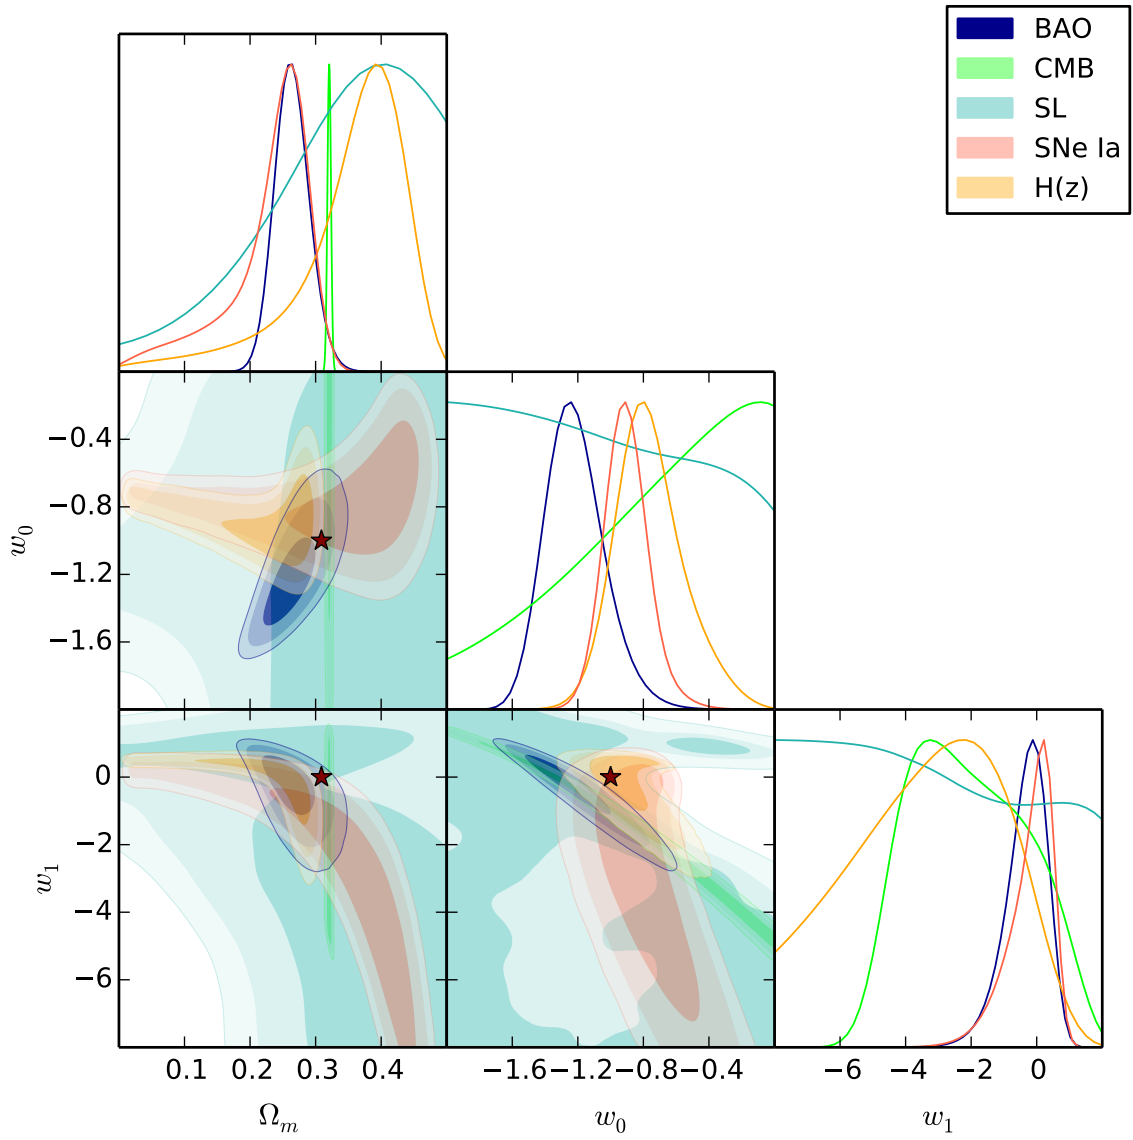 BAO
CMB
SL
SNe Ia
H(z)
−0.4
−0.8
−1.2
−1.6
w₀
0
−2
−4
−6
w₁
0.1 0.2 0.3 0.4
−1.6 −1.2 −0.8 −0.4
−6 −4 −2 0
Ωₘ
w₀
w₁